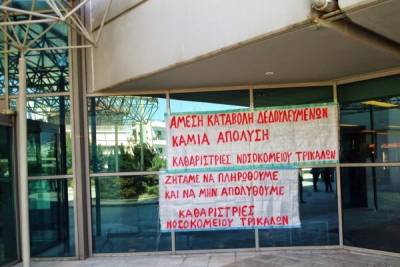 ΑΜΕΣΗ ΚΑΤΑΒΟΛΗ ΔΕΔΟΥΛΕΥΜΕΝΩΝ
ΚΑΜΙΑ ΑΠΟΛΥΣΗ
ΚΑΘΑΡΙΣΤΡΙΕΣ ΝΟΣΟΚΟΜΕΙΟΥ ΤΡΙΚΑΛΩΝ
ΖΗΤΑΜΕ ΝΑ ΠΛΗΡΩΘΟΥΜΕ
ΚΑΙ ΝΑ ΜΗΝ ΑΠΟΛΥΘΟΥΜΕ
ΚΑΘΑΡΙΣΤΡΙΕΣ
ΝΟΣΟΚΟΜΕΙΟΥ ΤΡΙΚΑΛΩΝ